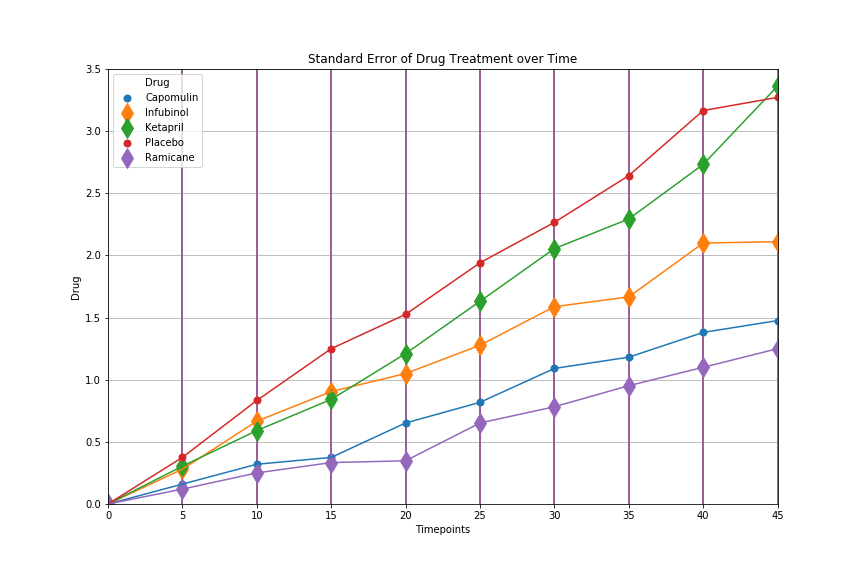 Standard Error of Drug Treatment over Time
3.5
3.0
2.5
2.0
1.5
1.0
0.5
0.0
Drug
Drug
Capomulin
Infubinol
Ketapril
Placebo
Ramicane
0 5 10 15 20 25 30 35 40 45
Timepoints